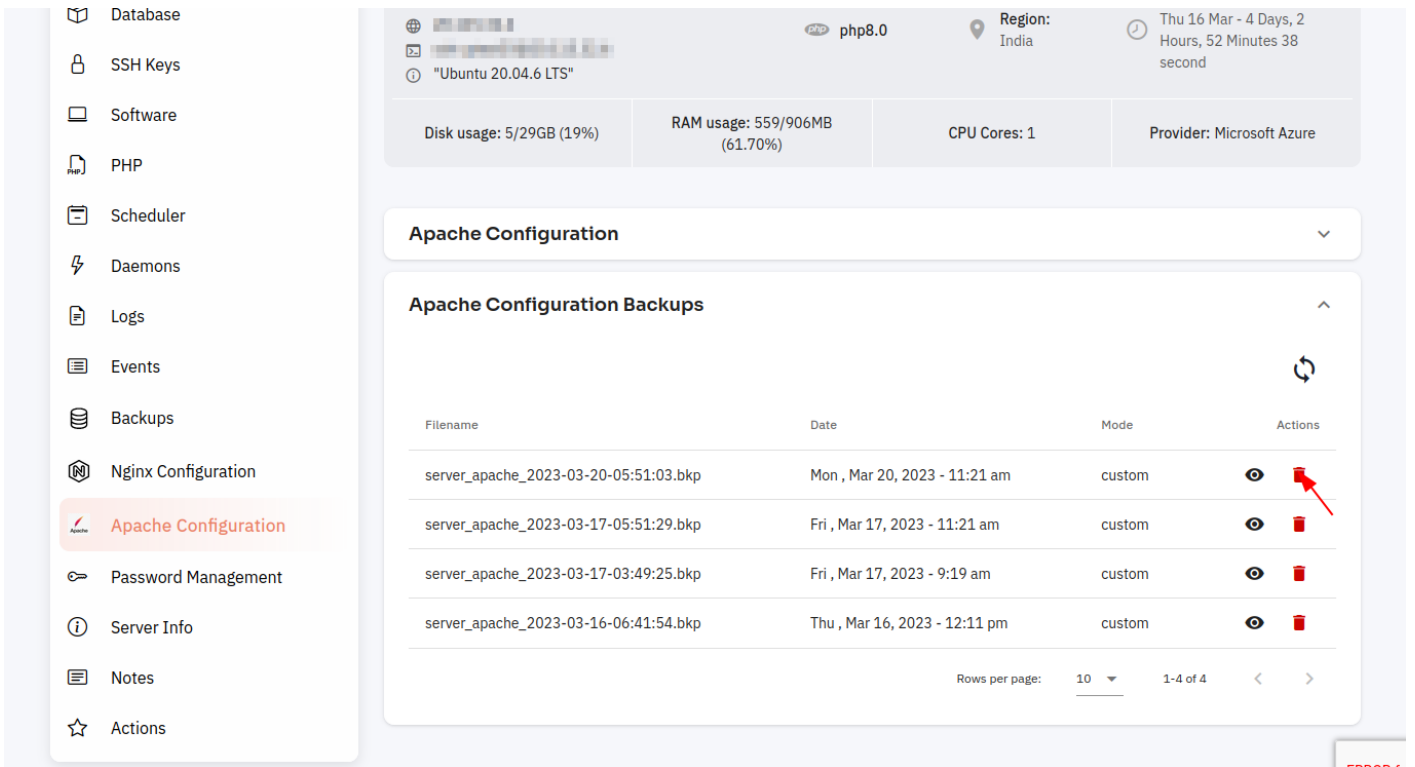 Database
SSH Keys
Software
PHP
PHP
Scheduler
Daemons
Logs
Events
Backups
Nginx Configuration
Apache
Apache Configuration
Password Management
Server Info
Notes
Actions
"Ubuntu 20.04.6 LTS"
php
php8.0
Region:
India
Thu 16 Mar - 4 Days, 2
Hours, 52 Minutes 38
second
Disk usage: 5/29GB (19%)
RAM usage: 559/906MB
(61.70%)
CPU Cores: 1
Provider: Microsoft Azure
Apache Configuration
Apache Configuration Backups
Filename Date Mode Actions
server_apache_2023-03-20-05:51:03.bkp Mon , Mar 20, 2023 - 11:21 am custom
server_apache_2023-03-17-05:51:29.bkp Fri , Mar 17, 2023 - 11:21 am custom
server_apache_2023-03-17-03:49:25.bkp Fri , Mar 17, 2023 - 9:19 am custom
server_apache_2023-03-16-06:41:54.bkp Thu , Mar 16, 2023 - 12:11 pm custom
Rows per page: 10 1-4 of 4